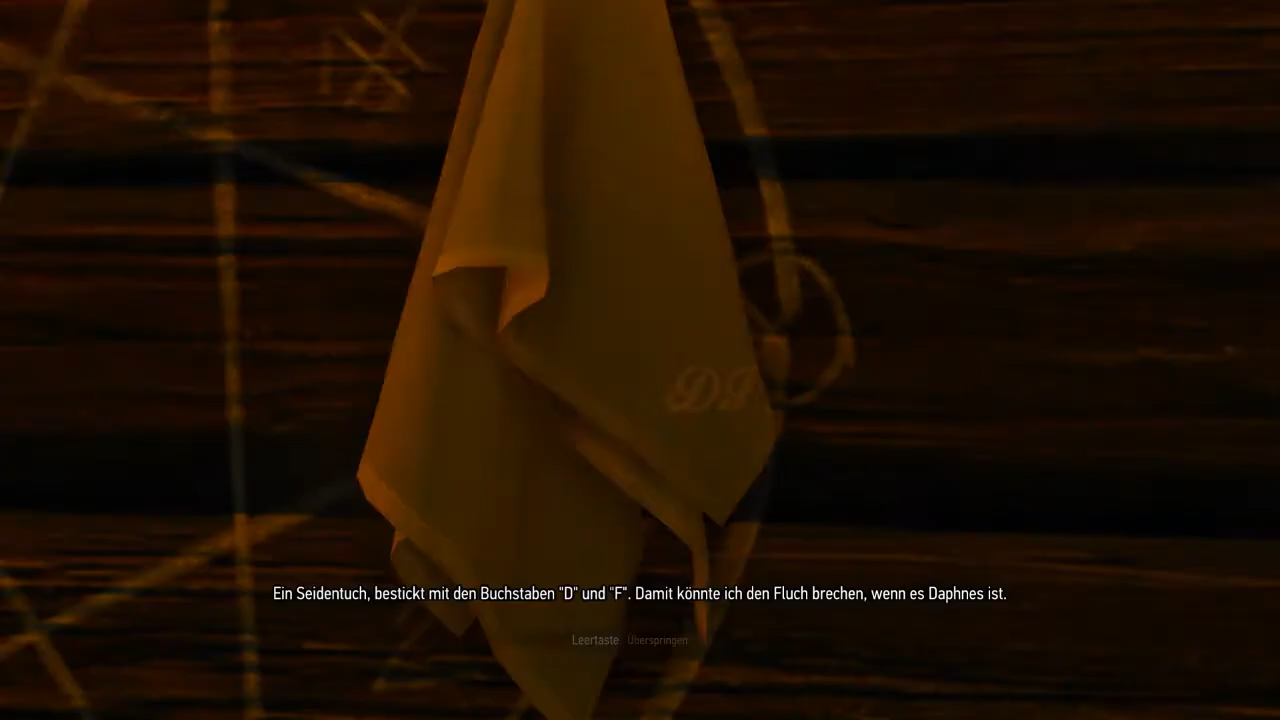 DF
Ein Seidentuch, bestickt mit den Buchstaben "D" und "F". Damit könnte ich den Fluch brechen, wenn es Daphnes ist.
Leertaste Überspringen